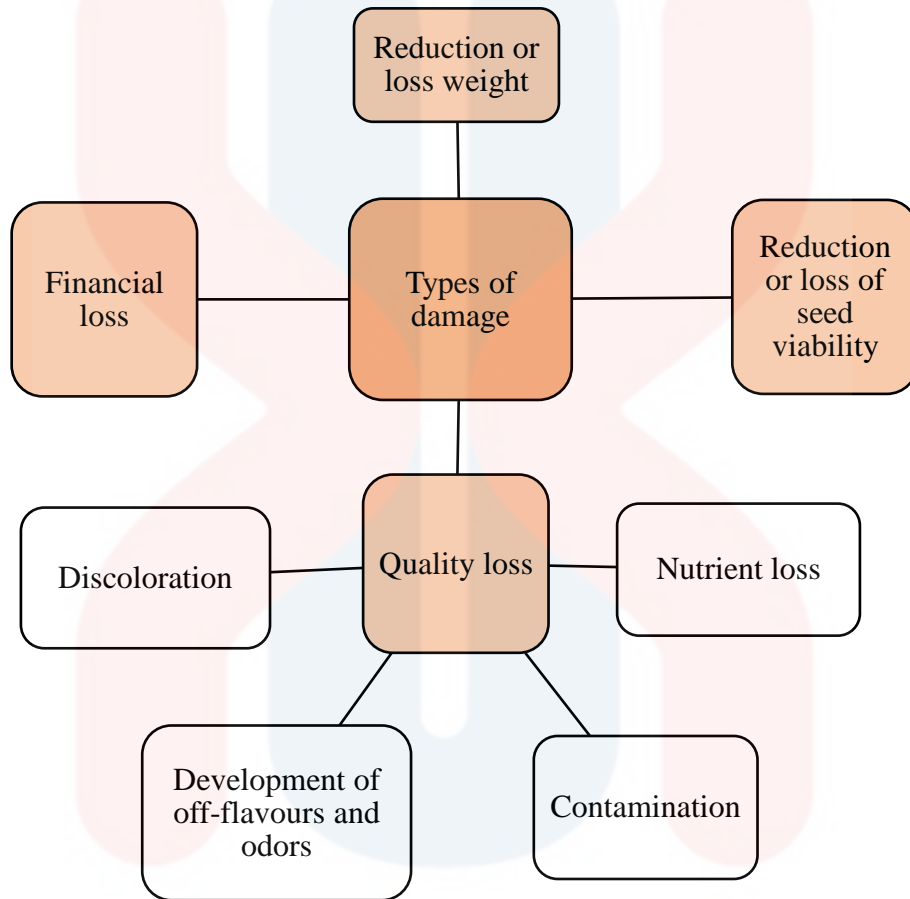 Reduction or
loss weight
Financial
loss
Types of
damage
Reduction
or loss of
seed
viability
Discoloration
Quality loss
Nutrient loss
Development of
off-flavours and
odors
Contamination